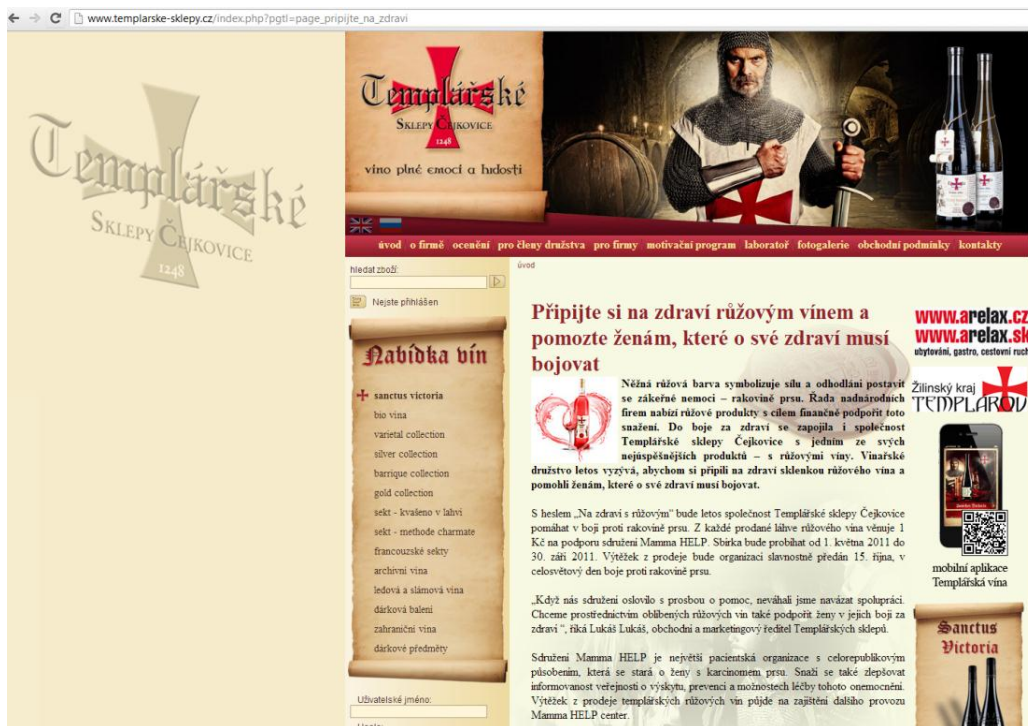 www.templarske-sklepy.cz/index.php?pgtl=page_pripijte_na_zdravi
Templářské
SKLEPY ČEJKOVICE
1248
Templářské
SKLEPY ČEJKOVICE
1248
víno plné emocí a hudosti
úvod o firmě ocenění pro členy družstva pro firmy motivační program laboratoř fotogalerie obchodní podmínky kontakty
hledat zboží:
Nejste přihlášen
Nabídka vín
sanctus victoria
bio vína
varietal collection
silver collection
barrique collection
gold collection
sekt - kvašeno v lahvi
sekt - methode charmate
francouzské sekty
archivní vína
ledová a slámová vína
dárková balení
zahraniční vína
dárkové předměty
Uživatelské jméno:
úvod
Připijte si na zdraví růžovým vínem a
pomozte ženám, které o své zdraví musí
bojovat
Něžná růžová barva symbolizuje sílu a odhodlání postavit
se zákeřné nemoci – rakovině prsu. Řada nadnárodních
firem nabízí růžové produkty s cílem finančně podpořit toto
snažení. Do boje za zdraví se zapojila i společnost
Templářské sklepy Čejkovice s jedním ze svých
nejúspěšnějších produktů – s růžovými víny. Vinařské
družstvo letos vyzývá, abychom si připili na zdraví sklenkou růžového vína a
pomohli ženám, které o své zdraví musí bojovat.
S heslem „Na zdraví s růžovým" bude letos společnost Templářské sklepy Čejkovice
pomáhat v boji proti rakovině prsu. Z každé prodané láhve růžového vína věnuje 1
Kč na podporu sdružení Mamma HELP. Sbírka bude probíhat od 1. května 2011 do
30. září 2011. Výtěžek z prodeje bude organizaci slavnostně předán 15. října, v
celosvětový den boje proti rakovině prsu.
„Když nás sdružení oslovilo s prosbou o pomoc, neváhali jsme navázat spolupráci.
Chceme prostřednictvím oblíbených růžových vín také podpořit ženy v jejich boji za
zdraví ", říká Lukáš Lukáš, obchodní a marketingový ředitel Templářských sklepů.
Sdružení Mamma HELP je největší pacientská organizace s celorepublikovým
působením, která se stará o ženy s karcinomem prsu. Snaží se také zlepšovat
informovanost veřejnosti o výskytu, prevenci a možnostech léčby tohoto onemocnění.
Výtěžek z prodeje templářských růžových vín půjde na zajištění dalšího provozu
Mamma HELP center.
www.arelax.cz
www.arelax.sk
ubytování, gastro, cestovní ruch
Žilinský kraj
TEMPLÁROV
mobilní aplikace
Templářská vína
Sanctus
Victoria